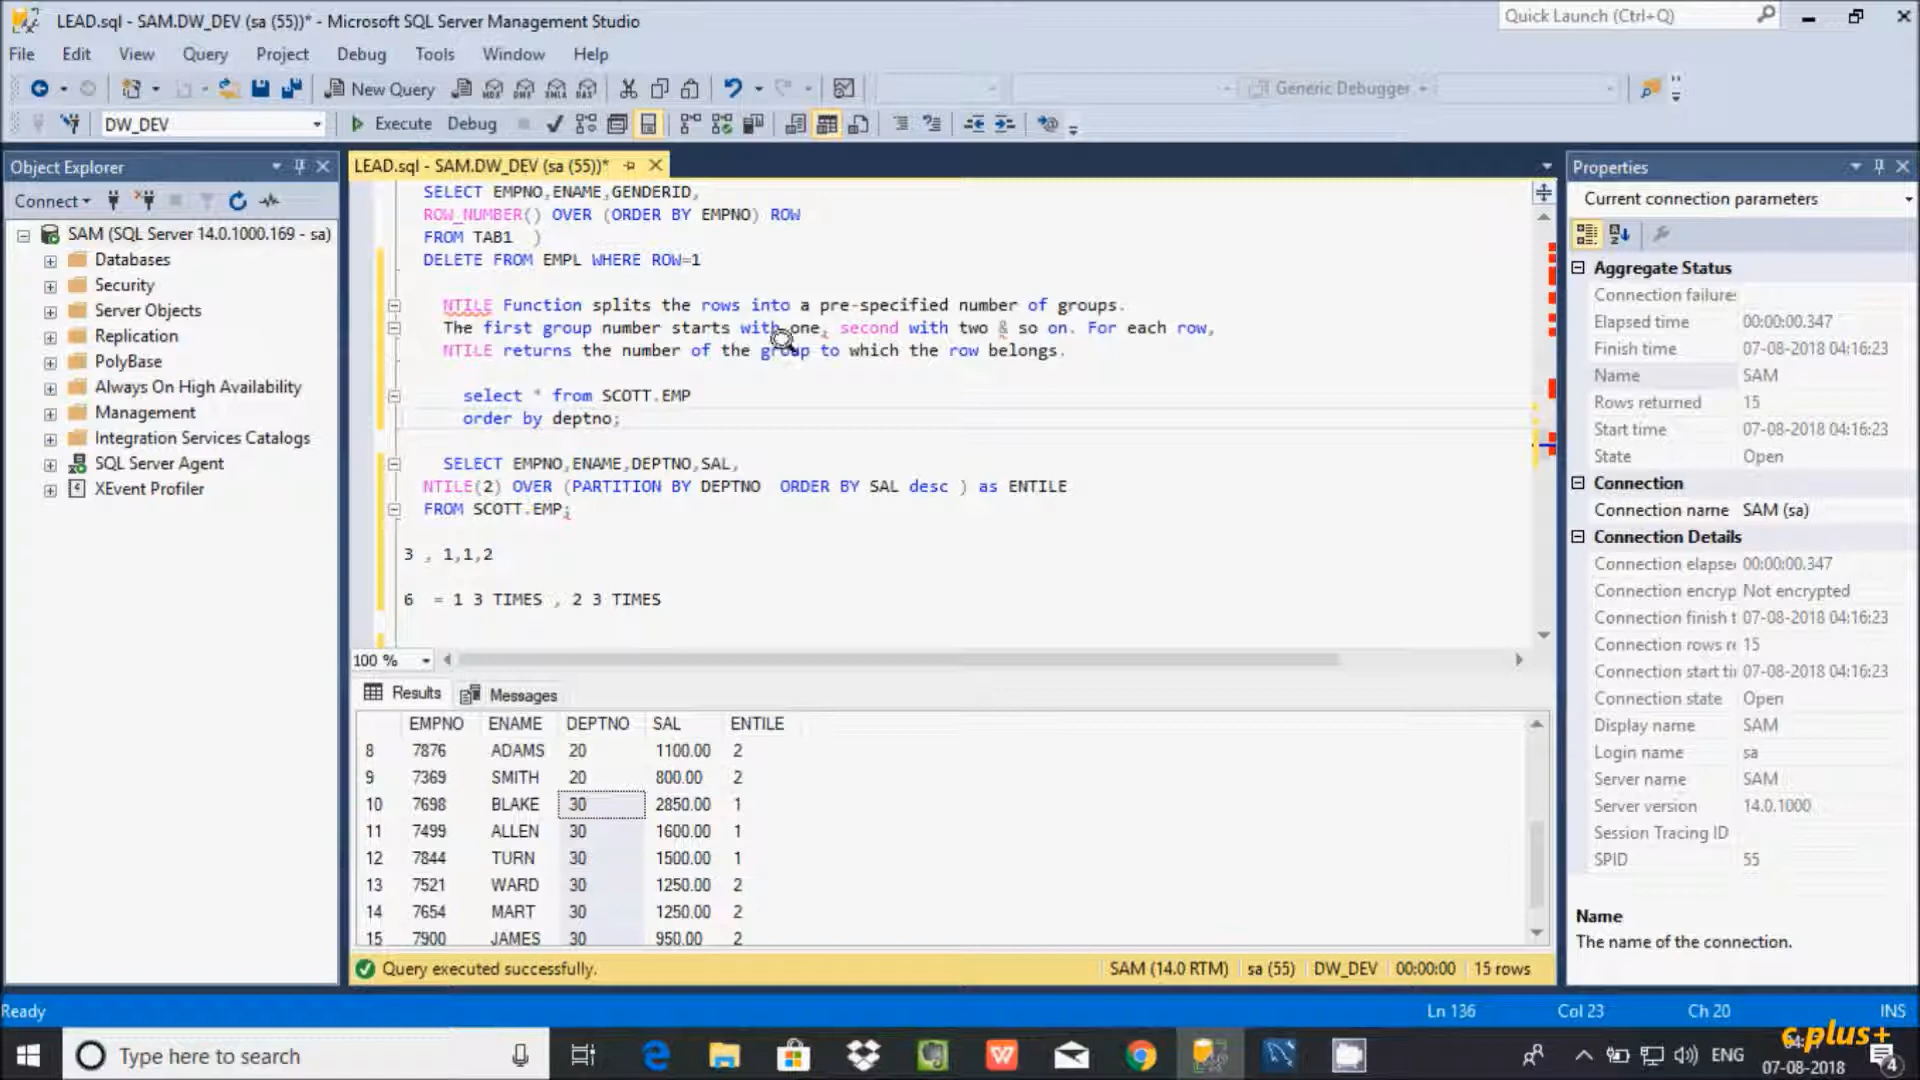 LEAD.sql - SAM.DW_DEV (sa (55))* - Microsoft SQL Server Management Studio
Quick Launch (Ctrl+Q)
File Edit View Query Project Debug Tools Window Help
New Query
Generic Debugger
DW_DEV
Execute Debug
Object Explorer
Connect
SAM (SQL Server 14.0.1000.169 - sa)
Databases
Security
Server Objects
Replication
PolyBase
Always On High Availability
Management
Integration Services Catalogs
SQL Server Agent
XEvent Profiler
LEAD.sql - SAM.DW_DEV (sa (55))*
SELECT EMPNO,ENAME,GENDERID,
ROW_NUMBER() OVER (ORDER BY EMPNO) ROW
FROM TAB1 )
DELETE FROM EMPL WHERE ROW=1
NTILE Function splits the rows into a pre-specified number of groups.
The first group number starts with one, second with two & so on. For each row,
NTILE returns the number of the group to which the row belongs.
select * from SCOTT.EMP
order by deptno;
SELECT EMPNO,ENAME,DEPTNO,SAL,
NTILE(2) OVER (PARTITION BY DEPTNO ORDER BY SAL desc ) as ENTILE
FROM SCOTT.EMP;
3 , 1,1,2
6 = 1 3 TIMES , 2 3 TIMES
100 %
Results Messages
EMPNO ENAME DEPTNO SAL ENTILE
8 7876 ADAMS 20 1100.00 2
9 7369 SMITH 20 800.00 2
10 7698 BLAKE 30 2850.00 1
11 7499 ALLEN 30 1600.00 1
12 7844 TURN 30 1500.00 1
13 7521 WARD 30 1250.00 2
14 7654 MART 30 1250.00 2
15 7900 JAMES 30 950.00 2
Query executed successfully.
SAM (14.0 RTM) sa (55) DW_DEV 00:00:00 15 rows
Properties
Current connection parameters
Aggregate Status
Connection failures
Elapsed time 00:00:00.347
Finish time 07-08-2018 04:16:23
Name SAM
Rows returned 15
Start time 07-08-2018 04:16:23
State Open
Connection
Connection name SAM (sa)
Connection Details
Connection elapse 00:00:00.347
Connection encryp Not encrypted
Connection finish t 07-08-2018 04:16:23
Connection rows re 15
Connection start ti 07-08-2018 04:16:23
Connection state Open
Display name SAM
Login name sa
Server name SAM
Server version 14.0.1000
Session Tracing ID
SPID 55
Name
The name of the connection.
Ready
Ln 136 Col 23 Ch 20 INS
Type here to search
ENG
c plus+
07-08-2018
4